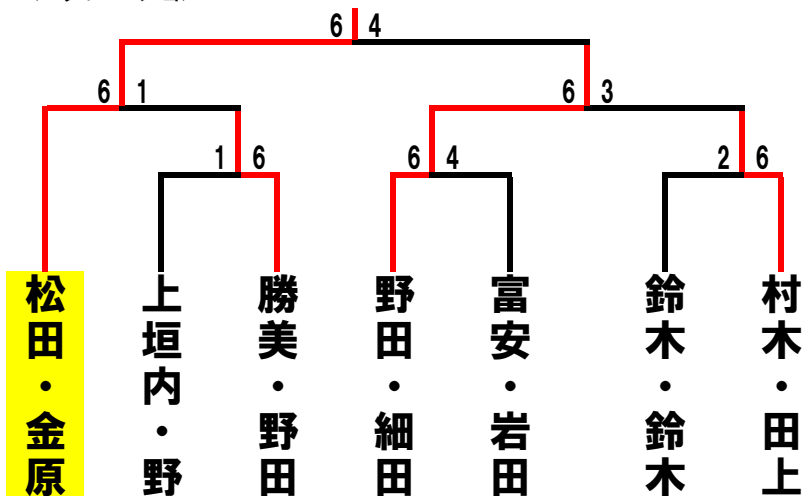 6 4
6 1
6 3
1 6
6 4
2 6
松田・金原
上垣内・野
勝美・野田
野田・細田
富安・岩田
鈴木・鈴木
村木・田上